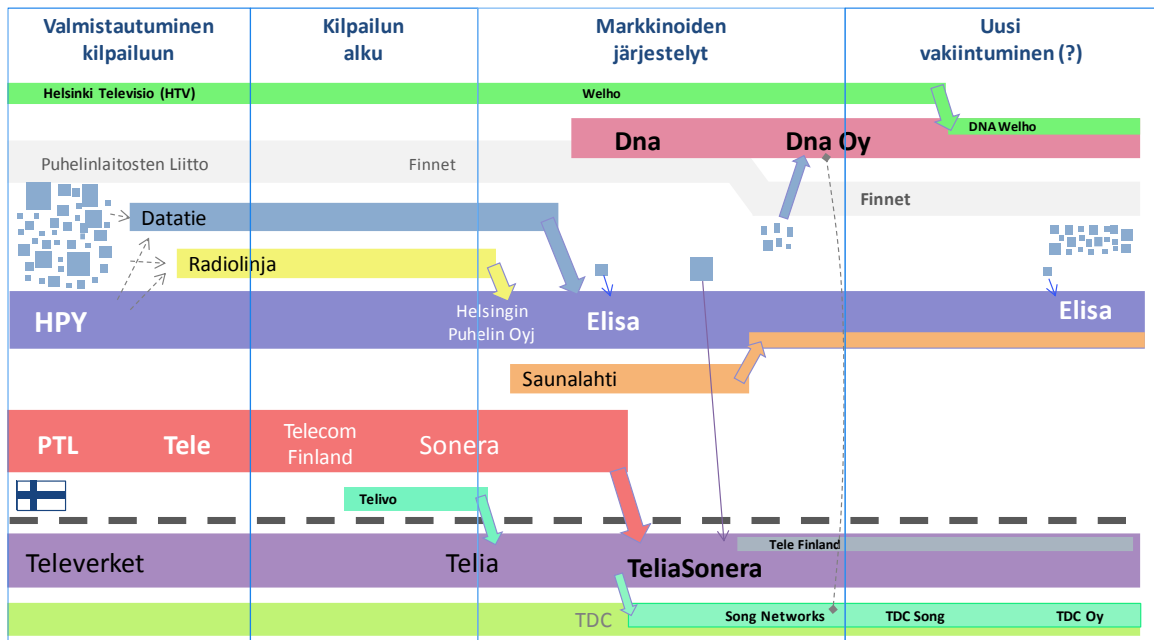 Valmistautuminen
kilpailuun
Kilpailun
alku
Markkinoiden
järjestelyt
Uusi
vakiintuminen (?)
Helsinki Televisio (HTV)
Welho
DNA Welho
Dna
Dna Oy
Puhelinlaitosten Liitto
Finnet
Finnet
Datatie
Radiolinja
HPY
Helsingin
Puhelin Oyj
Elisa
Elisa
Saunalahti
PTL
Tele
Telecom
Finland
Sonera
Telivo
Tele Finland
Televerket
Telia
TeliaSonera
TDC
Song Networks
TDC Song
TDC Oy